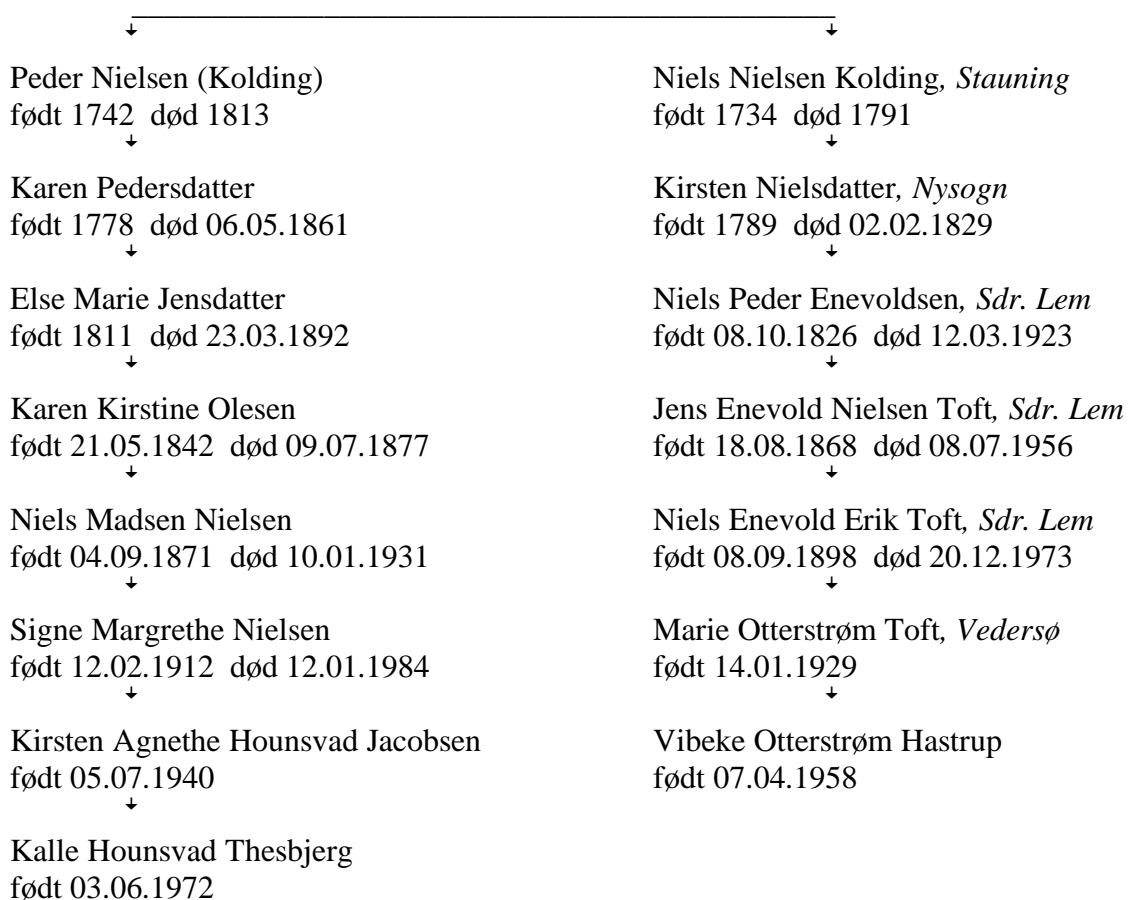 Peder Nielsen (Kolding)
født 1742 død 1813
Karen Pedersdatter
født 1778 død 06.05.1861
Else Marie Jensdatter
født 1811 død 23.03.1892
Karen Kirstine Olesen
født 21.05.1842 død 09.07.1877
Niels Madsen Nielsen
født 04.09.1871 død 10.01.1931
Signe Margrethe Nielsen
født 12.02.1912 død 12.01.1984
Kirsten Agnethe Hounsvad Jacobsen
født 05.07.1940
Kalle Hounsvad Thesbjerg
født 03.06.1972
Niels Nielsen Kolding, Stauning
født 1734 død 1791
Kirsten Nielsdatter, Nysogn
født 1789 død 02.02.1829
Niels Peder Enevoldsen, Sdr. Lem
født 08.10.1826 død 12.03.1923
Jens Enevold Nielsen Toft, Sdr. Lem
født 18.08.1868 død 08.07.1956
Niels Enevold Erik Toft, Sdr. Lem
født 08.09.1898 død 20.12.1973
Marie Otterstrøm Toft, Vedersø
født 14.01.1929
Vibeke Otterstrøm Hastrup
født 07.04.1958